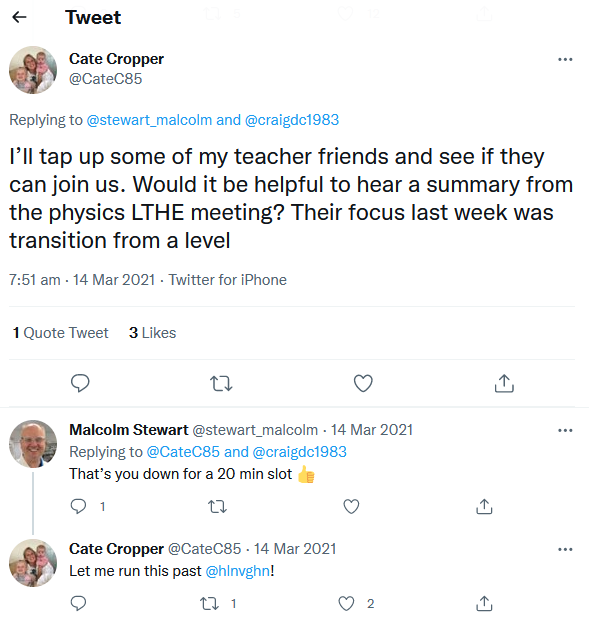 Tweet
Cate Cropper
@CateC85
Replying to @stewart_malcolm and @craigdc1983
I’ll tap up some of my teacher friends and see if they
can join us. Would it be helpful to hear a summary from
the physics LTHE meeting? Their focus last week was
transition from a level
7:51 am · 14 Mar 2021 · Twitter for iPhone
1 Quote Tweet 3 Likes
Malcolm Stewart @stewart_malcolm · 14 Mar 2021
Replying to @CateC85 and @craigdc1983
That’s you down for a 20 min slot 👍
1
Cate Cropper @CateC85 · 14 Mar 2021
Let me run this past @hlnvghn!
1 2